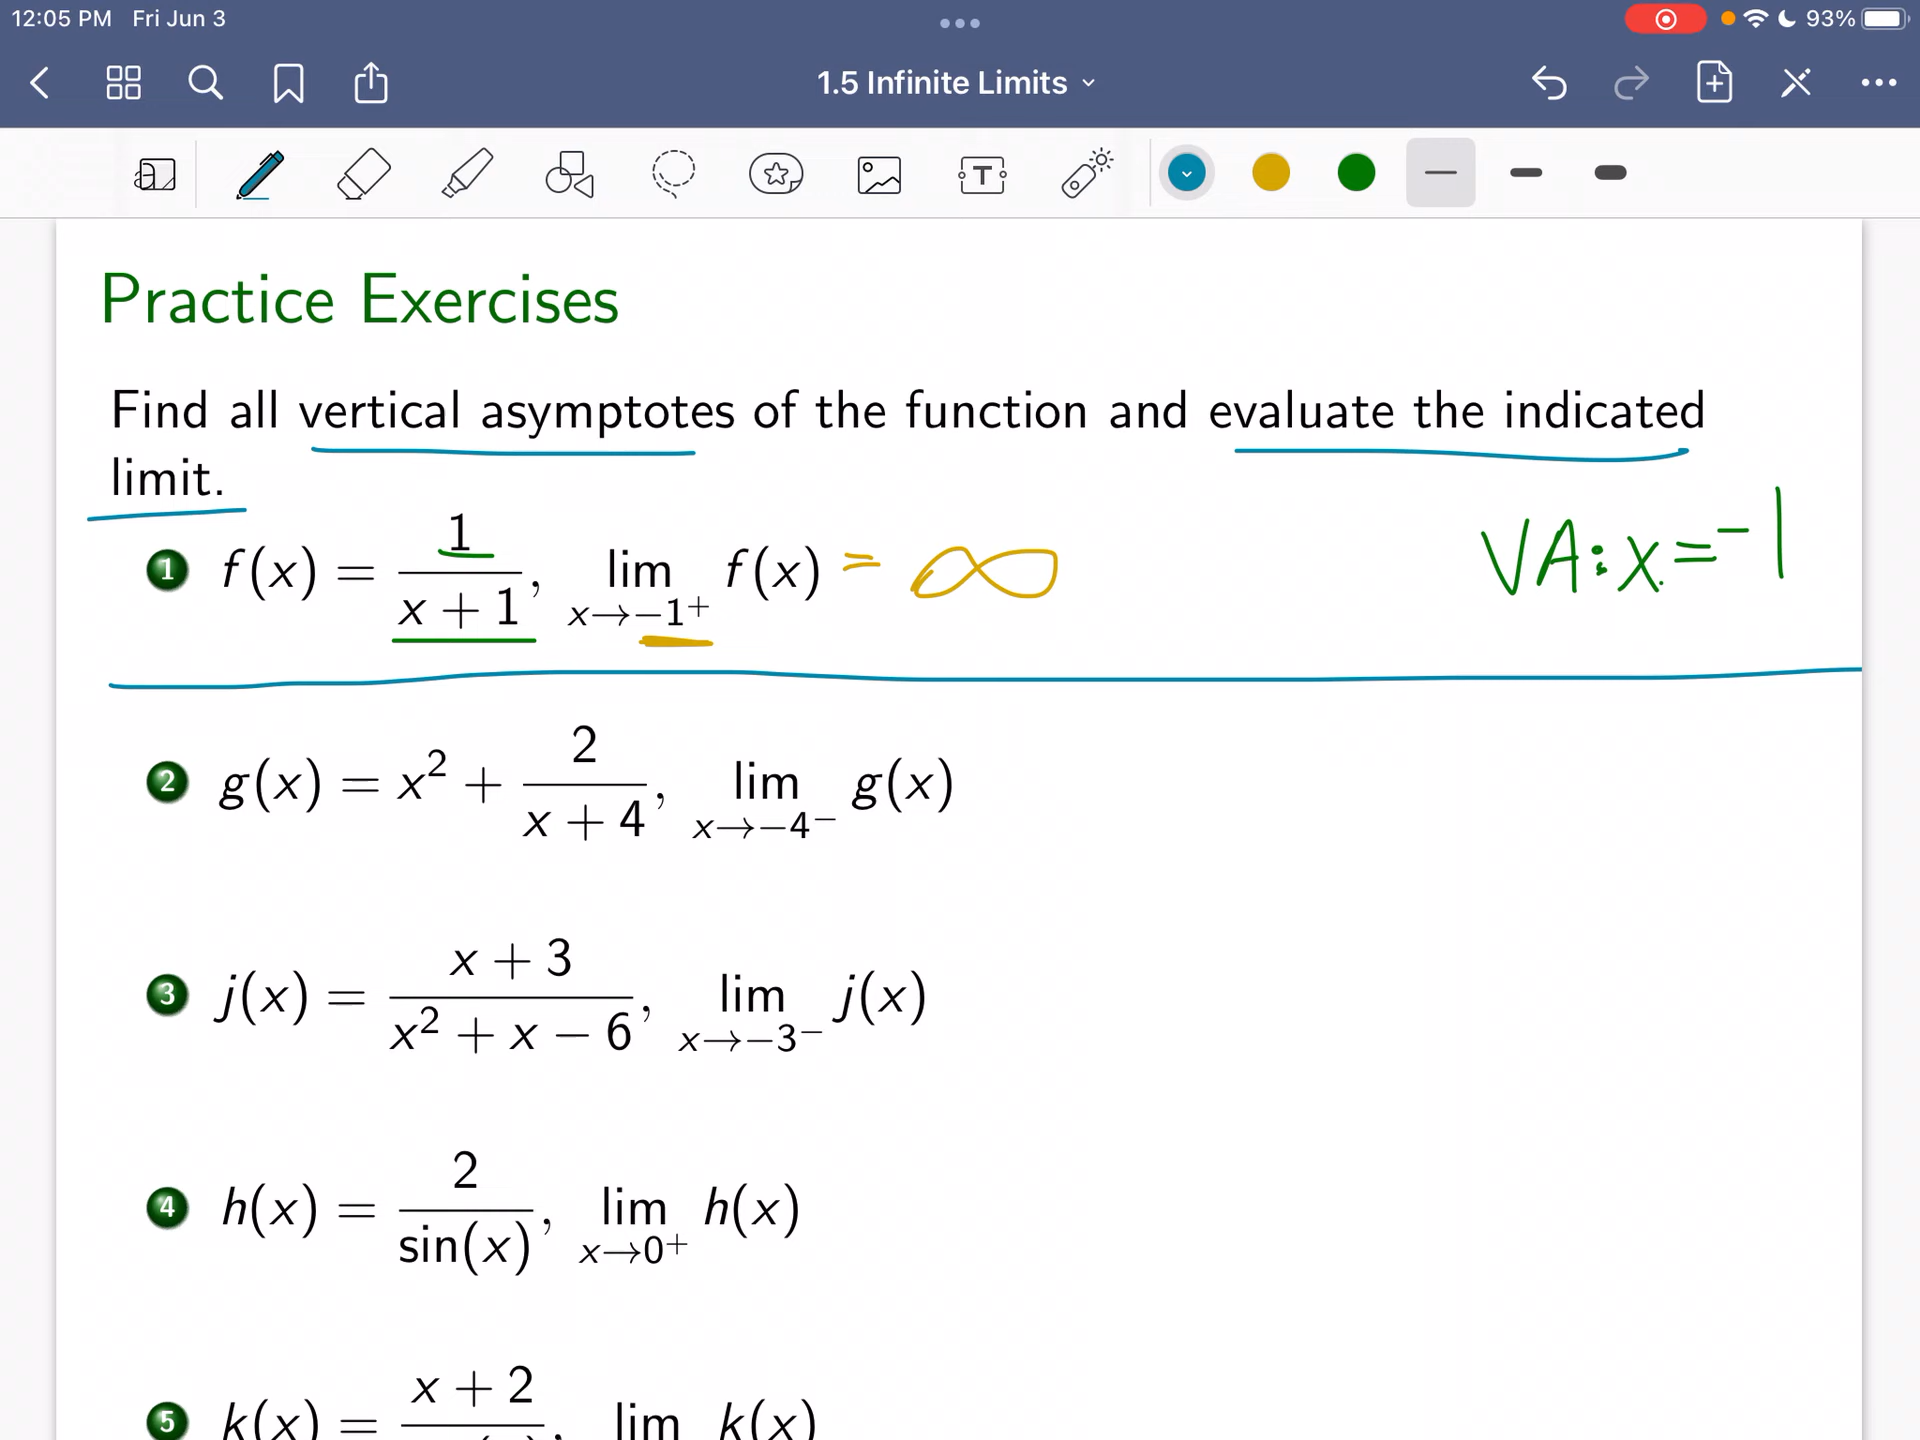 12:05 PM Fri Jun 3
93%
1.5 Infinite Limits
Practice Exercises
Find all vertical asymptotes of the function and evaluate the indicated
limit.
1 f(x) = 1/(x + 1), lim x→−1⁺ f(x) = ∞
VA: x = −1
2 g(x) = x² + 2/(x + 4), lim x→−4⁻ g(x)
3 j(x) = (x + 3)/(x² + x − 6), lim x→−3⁻ j(x)
4 h(x) = 2/sin(x), lim x→0⁺ h(x)
5 k(x) = x + 2, lim k(x)